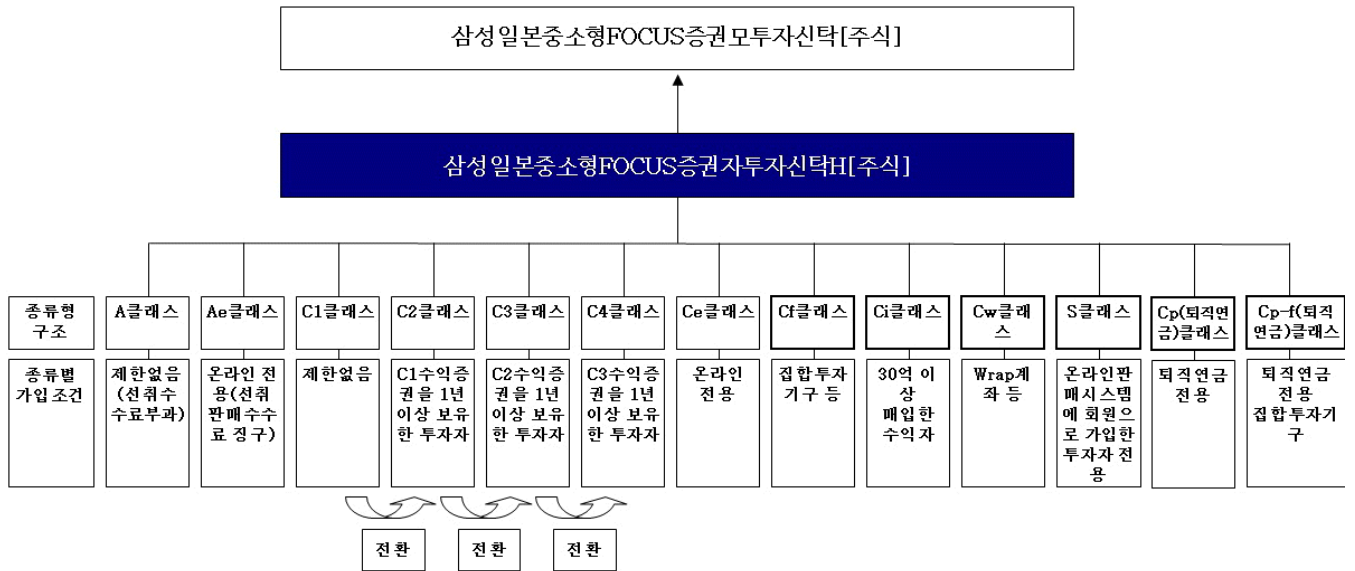 삼성일본중소형FOCUS증권모투자신탁[주식]
삼성일본중소형FOCUS증권자투자신탁H[주식]
종류형
구조
A클래스
Ae클래스
C1클래스
C2클래스
C3클래스
C4클래스
Ce클래스
Cf클래스
Ci클래스
Cw클래
스
S클래스
Cp(퇴직연
금)클래스
Cp-f(퇴직
연금)클래스
종류별
가입조건
제한없음
(선취수
수료부과)
온라인 전
용(선취
판매수수
료 징구)
제한없음
C1수익증
권을 1년
이상 보유
한 투자자
C2수익증
권을 1년
이상 보유
한 투자자
C3수익증
권을 1년
이상 보유
한 투자자
온라인
전용
집합투자
기구 등
30억 이
상
매입한
수익자
Wrap계
좌 등
온라인판
매시스템
에 회원으
로 가입한
투자자 전
용
퇴직연금
전용
퇴직연금
전용
집합투자기
구
전환
전환
전환